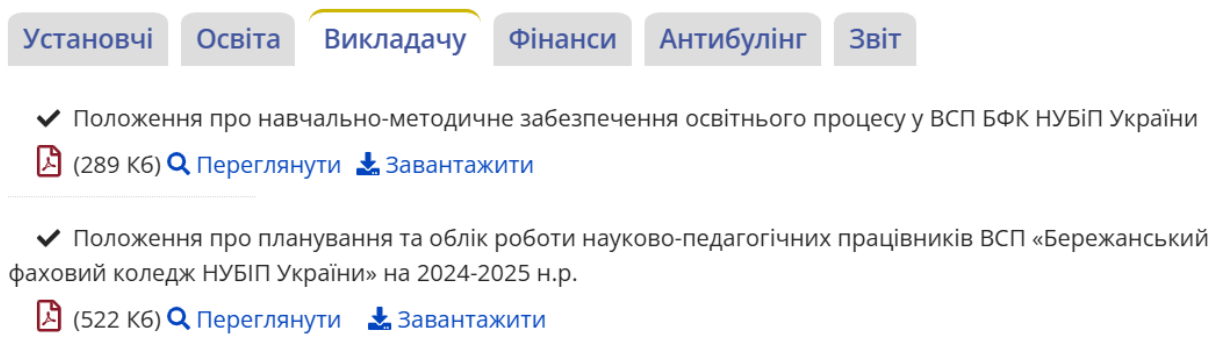 Установчі Освіта Викладачу Фінанси Антибулінг Звіт
Положення про навчально-методичне забезпечення освітнього процесу у ВСП БФК НУБіП України
(289 Кб) Переглянути Завантажити
Положення про планування та облік роботи науково-педагогічних працівників ВСП «Бережанський
фаховий коледж НУБІП України» на 2024-2025 н.р.
(522 Кб) Переглянути Завантажити